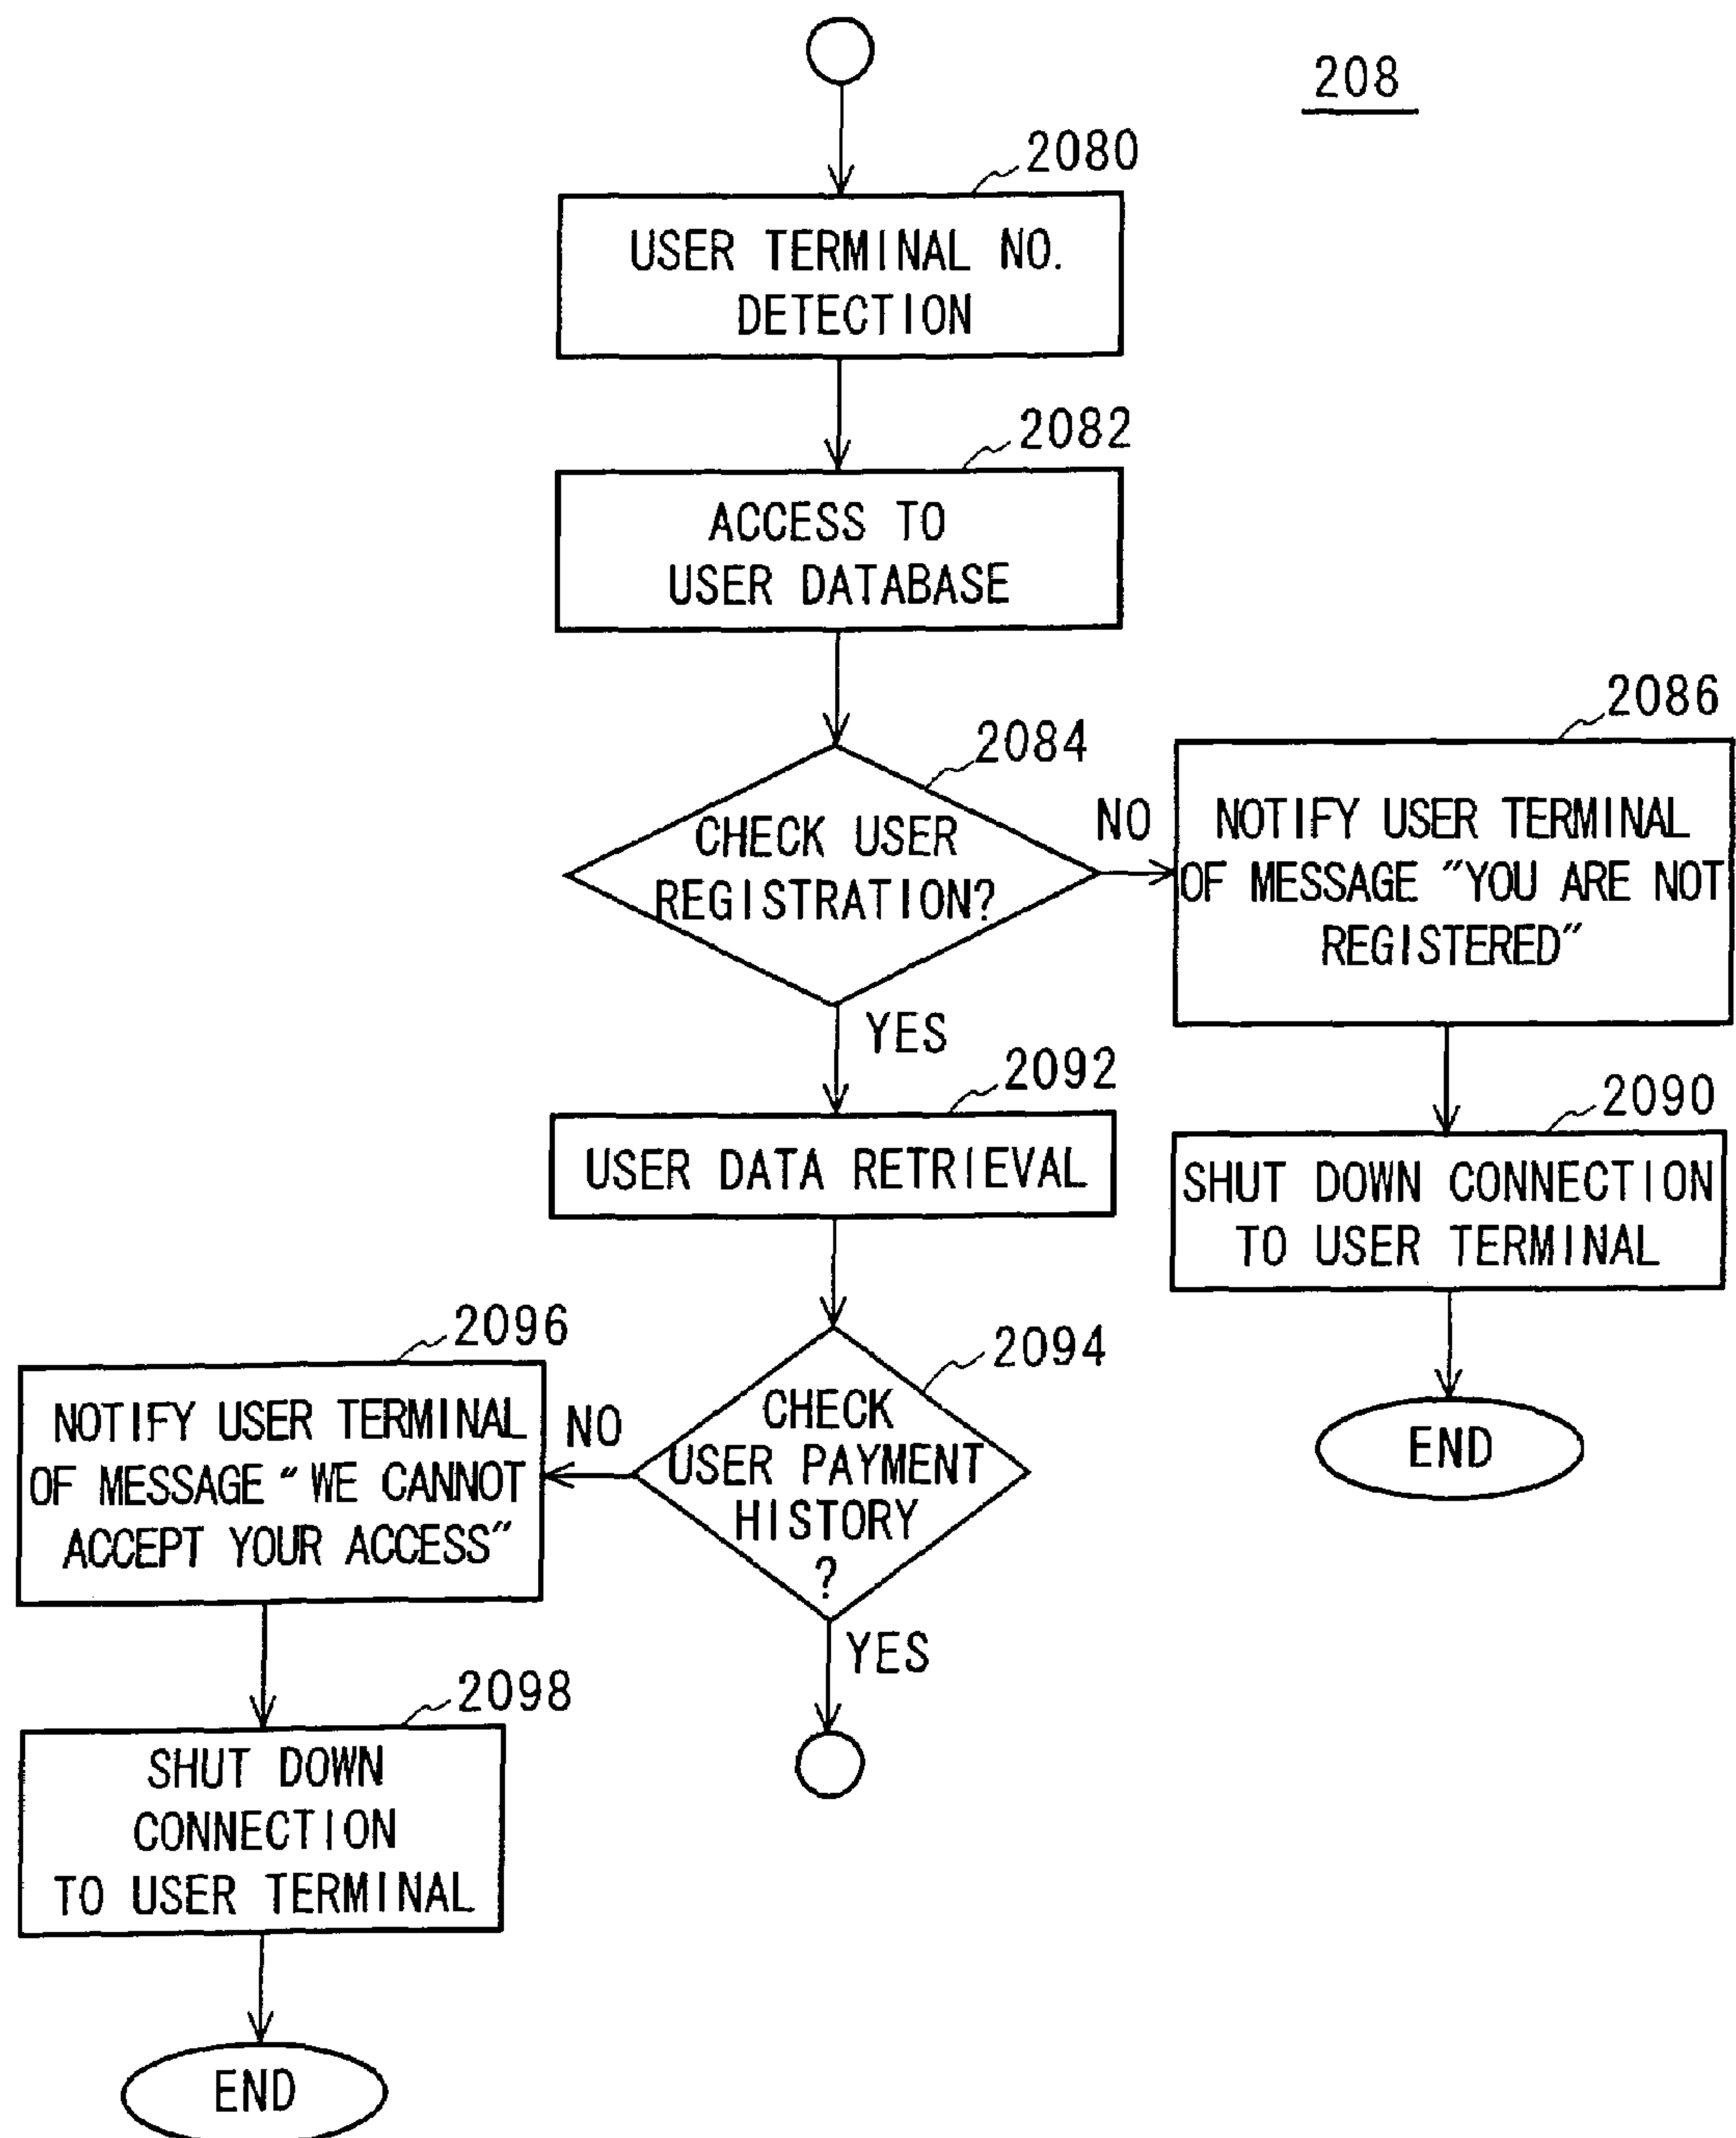 208
2080
USER TERMINAL NO.
DETECTION
2082
ACCESS TO
USER DATABASE
2084
CHECK USER
REGISTRATION?
NO
2086
NOTIFY USER TERMINAL
OF MESSAGE "YOU ARE NOT
REGISTERED"
YES
2092
USER DATA RETRIEVAL
2090
SHUT DOWN CONNECTION
TO USER TERMINAL
END
2094
CHECK
USER PAYMENT
HISTORY
?
NO
2096
NOTIFY USER TERMINAL
OF MESSAGE "WE CANNOT
ACCEPT YOUR ACCESS"
YES
2098
SHUT DOWN
CONNECTION
TO USER TERMINAL
END